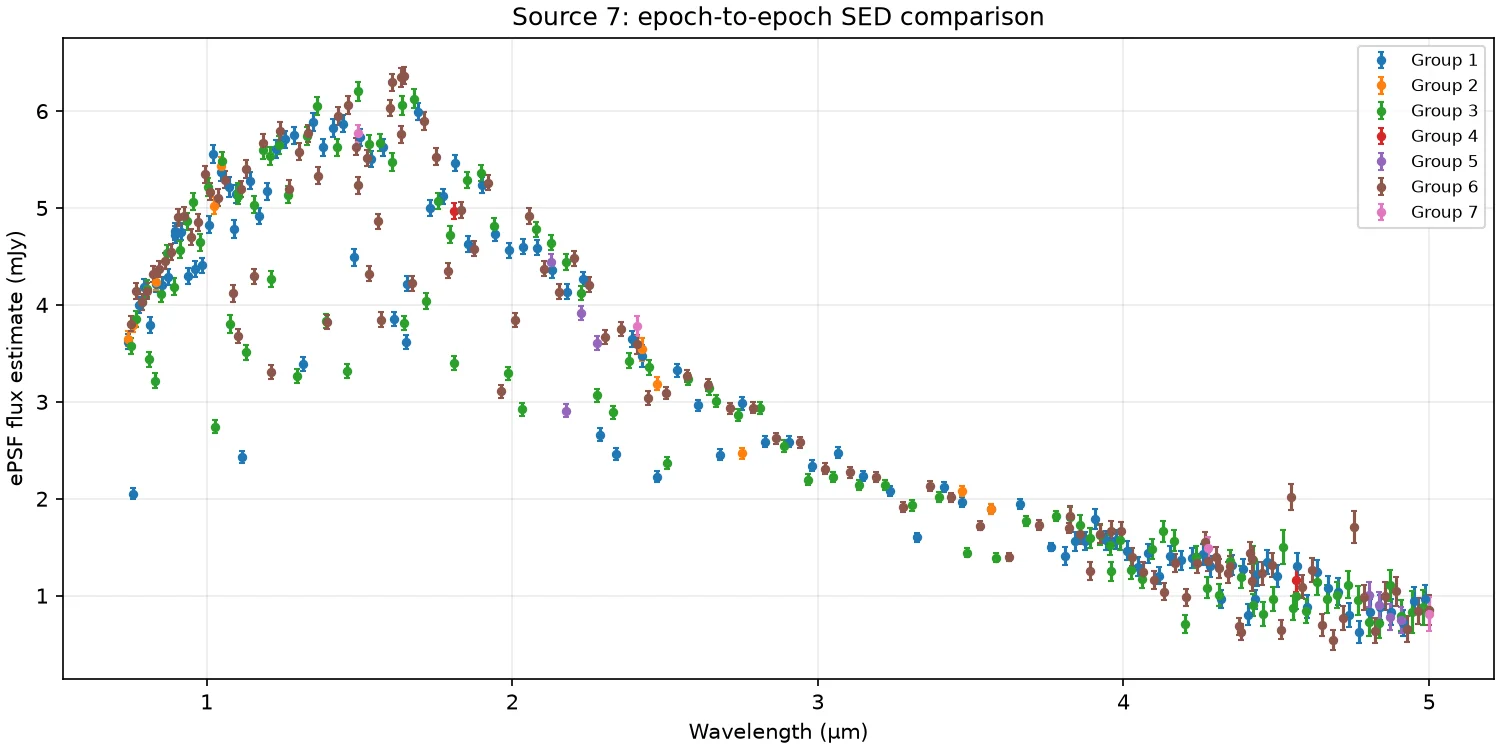 Source 7: epoch-to-epoch SED comparison
ePSF flux estimate (mJy)
6
5
4
3
2
1
Group 1
Group 2
Group 3
Group 4
Group 5
Group 6
Group 7
1 2 3 4 5
Wavelength (μm)